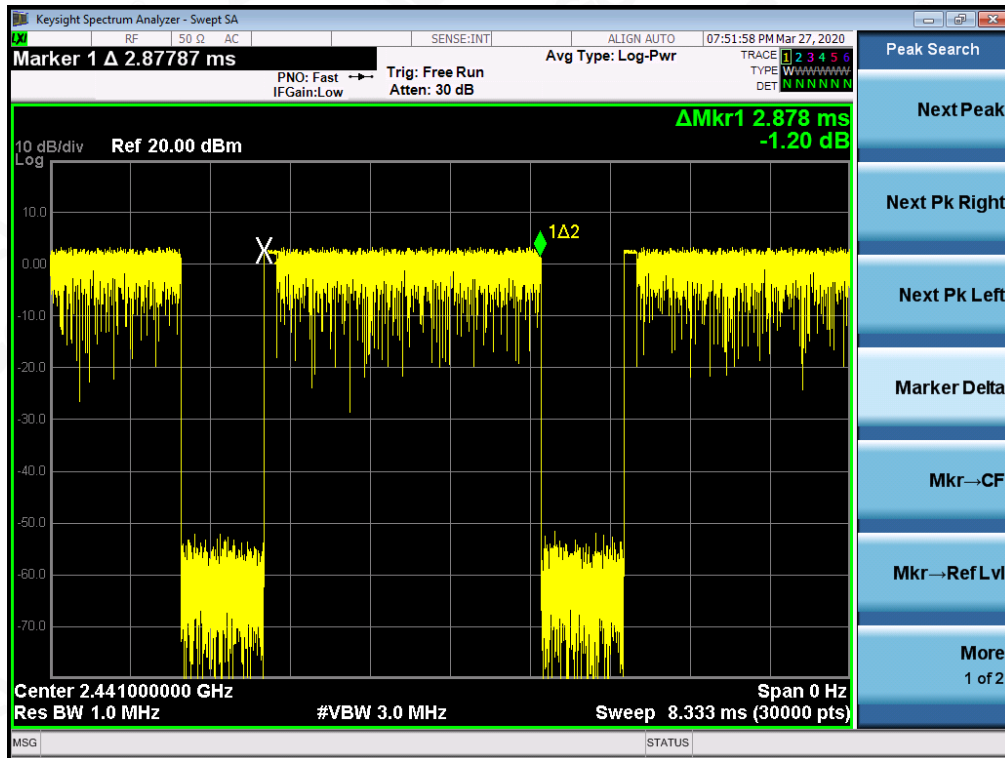 Keysight Spectrum Analyzer - Swept SA
LXI RF 50 Ω AC SENSE:INT ALIGN AUTO 07:51:58 PM Mar 27, 2020
Marker 1 Δ 2.87787 ms
PNO: Fast
IFGain:Low
Trig: Free Run
Atten: 30 dB
Avg Type: Log-Pwr
TRACE 1 2 3 4 5 6
TYPE WWWWWW
DET N N N N N N
ΔMkr1 2.878 ms
-1.20 dB
10 dB/div Ref 20.00 dBm
Log
10.0
0.00
-10.0
-20.0
-30.0
-40.0
-50.0
-60.0
-70.0
X
1Δ2
Center 2.441000000 GHz Span 0 Hz
Res BW 1.0 MHz #VBW 3.0 MHz Sweep 8.333 ms (30000 pts)
MSG STATUS
Peak Search
Next Peak
Next Pk Right
Next Pk Left
Marker Delta
Mkr→CF
Mkr→Ref Lvl
More
1 of 2